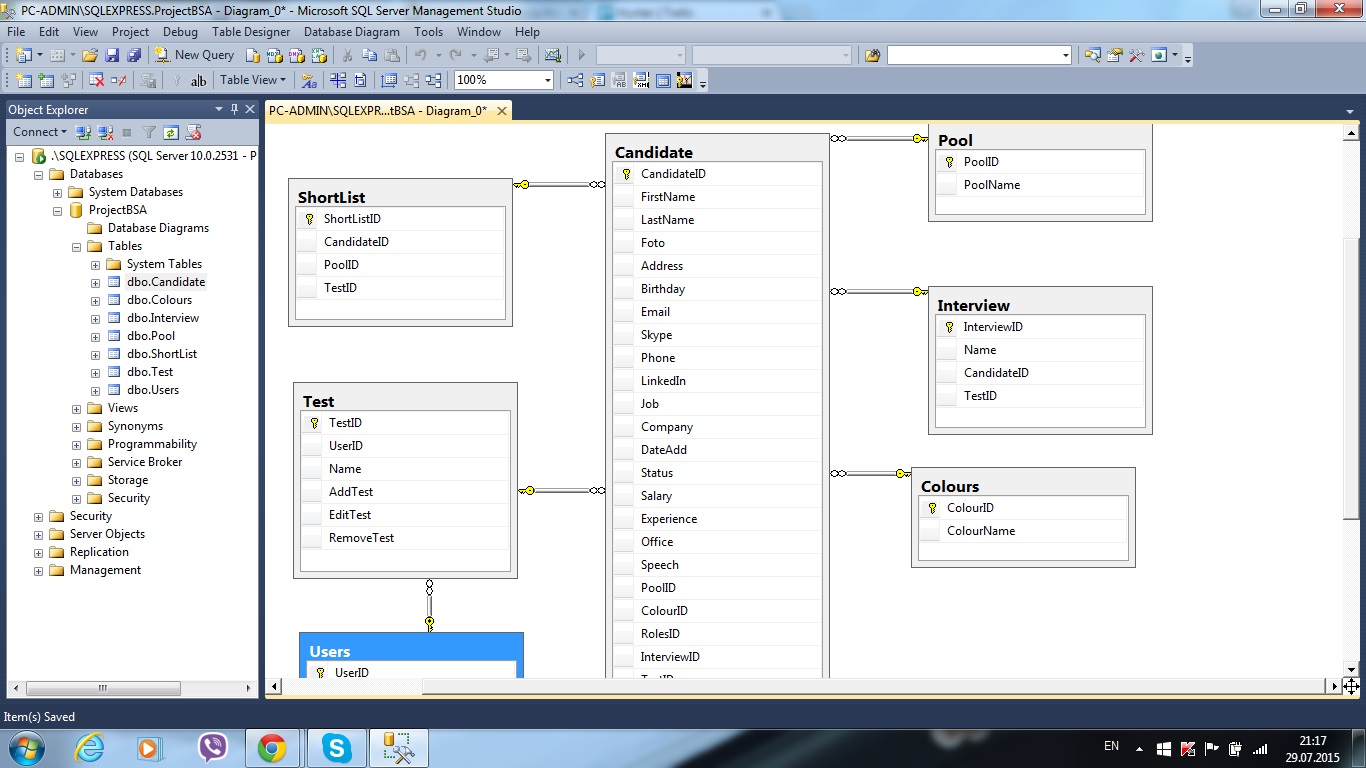 PC-ADMIN\SQLEXPRESS.ProjectBSA - Diagram_0* - Microsoft SQL Server Management Studio
File Edit View Project Debug Table Designer Database Diagram Tools Window Help
New Query
a\b Table View 100%
Object Explorer
PC-ADMIN\SQLEXPR...tBSA - Diagram_0*
Connect
.\SQLEXPRESS (SQL Server 10.0.2531 - P
Databases
System Databases
ProjectBSA
Database Diagrams
Tables
System Tables
dbo.Candidate
dbo.Colours
dbo.Interview
dbo.Pool
dbo.ShortList
dbo.Test
dbo.Users
Views
Synonyms
Programmability
Service Broker
Storage
Security
Security
Server Objects
Replication
Management
ShortList
ShortListID
CandidateID
PoolID
TestID
Test
TestID
UserID
Name
AddTest
EditTest
RemoveTest
Users
UserID
Candidate
CandidateID
FirstName
LastName
Foto
Address
Birthday
Email
Skype
Phone
LinkedIn
Job
Company
DateAdd
Status
Salary
Experience
Office
Speech
PoolID
ColourID
RolesID
InterviewID
Pool
PoolID
PoolName
Interview
InterviewID
Name
CandidateID
TestID
Colours
ColourID
ColourName
Item(s) Saved
EN
21:17
29.07.2015